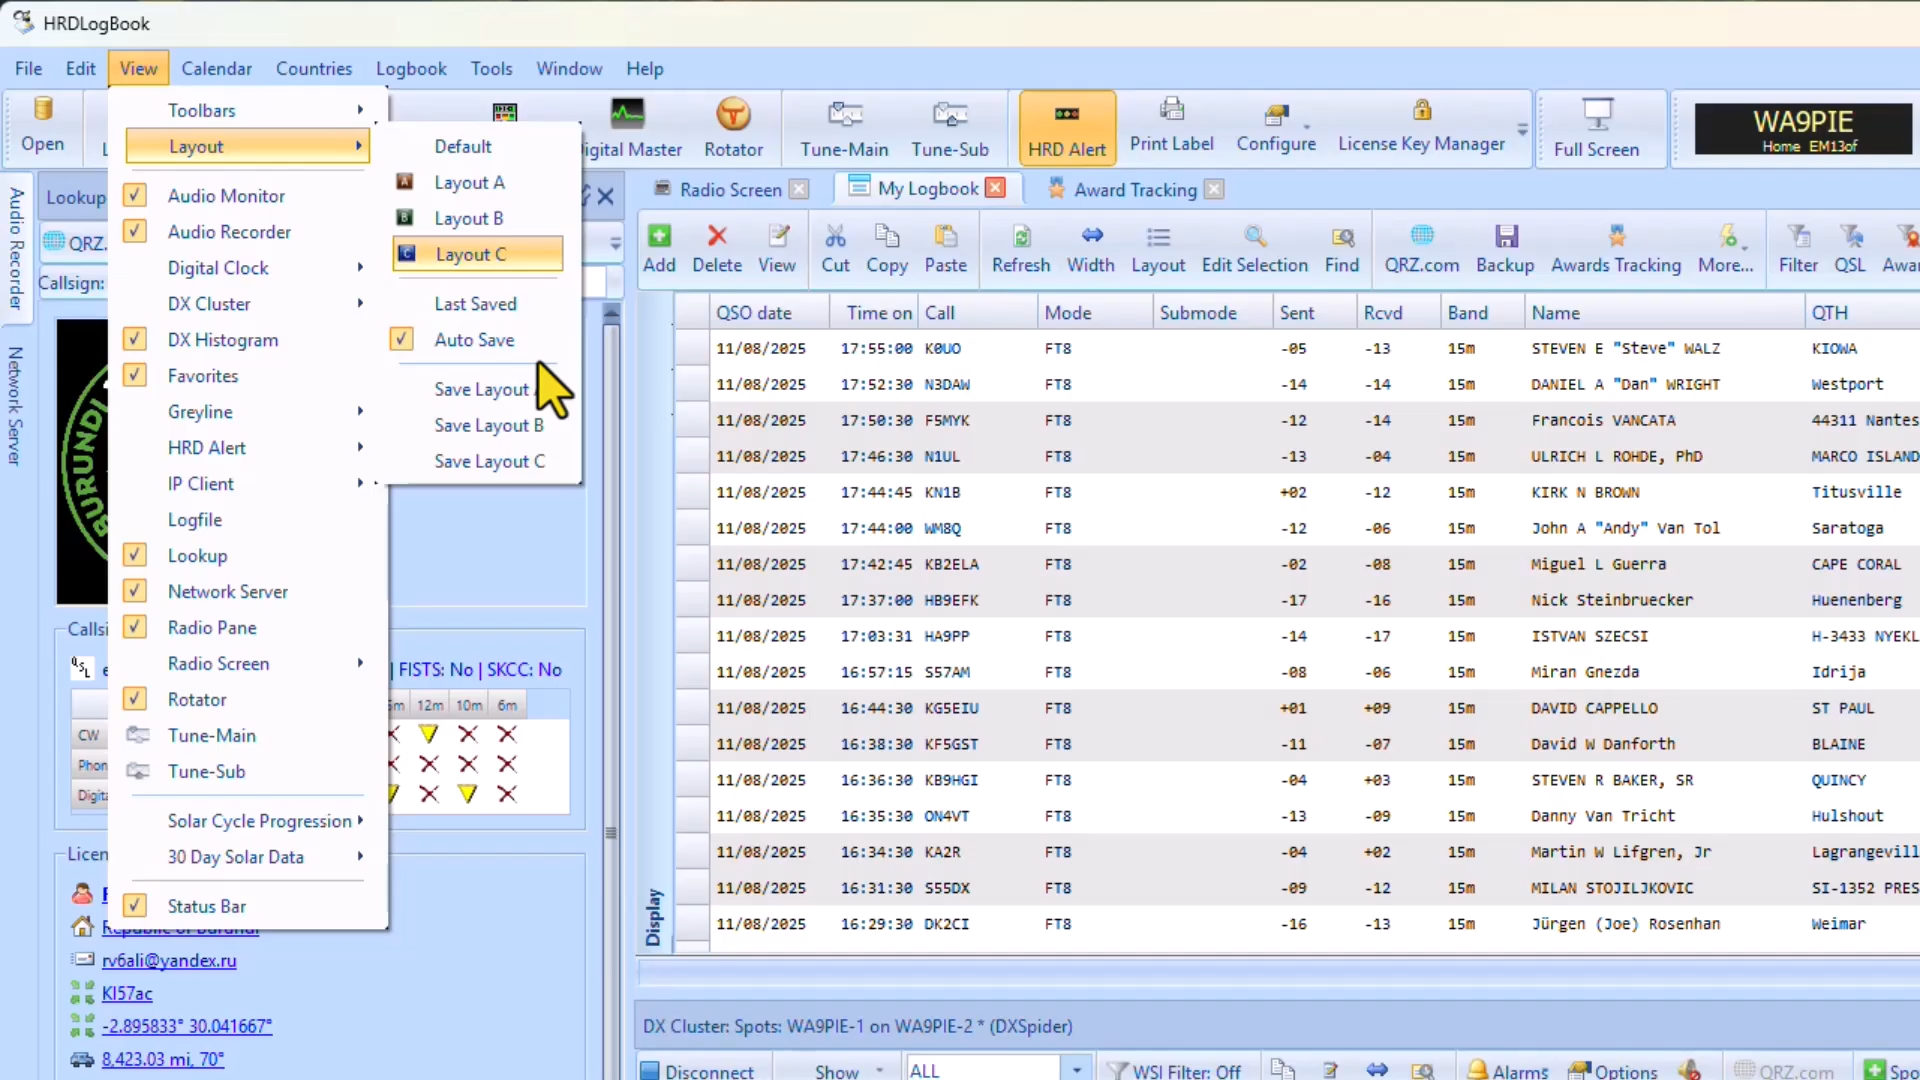 HRDLogBook
File Edit View Calendar Countries Logbook Tools Window Help
Open
Digital Master Rotator Tune-Main Tune-Sub HRD Alert Print Label Configure License Key Manager Full Screen
WA9PIE
Home EM13of
Audio Recorder
Network Server
Lookup
QRZ.
Callsign:
BURUNDI
Toolbars
Layout
Audio Monitor
Audio Recorder
Digital Clock
DX Cluster
DX Histogram
Favorites
Greyline
HRD Alert
IP Client
Logfile
Lookup
Network Server
Radio Pane
Radio Screen
Rotator
Tune-Main
Tune-Sub
Solar Cycle Progression
30 Day Solar Data
Status Bar
Default
A Layout A
B Layout B
C Layout C
Last Saved
Auto Save
Save Layout
Save Layout B
Save Layout C
| FISTS: No | SKCC: No
12m 10m 6m
CW
rv6ali@yandex.ru
KI57ac
-2.895833° 30.041667°
8,423.03 mi, 70°
Radio Screen My Logbook Award Tracking
Add Delete View Cut Copy Paste Refresh Width Layout Edit Selection Find QRZ.com Backup Awards Tracking More... Filter QSL
QSO date Time on Call Mode Submode Sent Rcvd Band Name QTH
11/08/2025 17:55:00 K0UO FT8 -05 -13 15m STEVEN E "Steve" WALZ KIOWA
11/08/2025 17:52:30 N3DAW FT8 -14 -14 15m DANIEL A "Dan" WRIGHT Westport
11/08/2025 17:50:30 F5MYK FT8 -12 -14 15m Francois VANCATA 44311 Nantes
11/08/2025 17:46:30 N1UL FT8 -13 -04 15m ULRICH L ROHDE, PhD MARCO ISLAND
11/08/2025 17:44:45 KN1B FT8 +02 -12 15m KIRK N BROWN Titusville
11/08/2025 17:44:00 WM8Q FT8 -12 -06 15m John A "Andy" Van Tol Saratoga
11/08/2025 17:42:45 KB2ELA FT8 -02 -08 15m Miguel L Guerra CAPE CORAL
11/08/2025 17:37:00 HB9EFK FT8 -17 -16 15m Nick Steinbruecker Huenenberg
11/08/2025 17:03:31 HA9PP FT8 -14 -17 15m ISTVAN SZECSI H-3433 NYEKL
11/08/2025 16:57:15 S57AM FT8 -08 -06 15m Miran Gnezda Idrija
11/08/2025 16:44:30 KG5EIU FT8 +01 +09 15m DAVID CAPPELLO ST PAUL
11/08/2025 16:38:30 KF5GST FT8 -11 -07 15m David W Danforth BLAINE
11/08/2025 16:36:30 KB9HGI FT8 -04 +03 15m STEVEN R BAKER, SR QUINCY
11/08/2025 16:35:30 ON4VT FT8 -13 -09 15m Danny Van Tricht Hulshout
11/08/2025 16:34:30 KA2R FT8 -04 +02 15m Martin W Lifgren, Jr Lagrangevill
11/08/2025 16:31:30 S55DX FT8 -09 -12 15m MILAN STOJILJKOVIC SI-1352 PRES
11/08/2025 16:29:30 DK2CI FT8 -16 -13 15m Jürgen (Joe) Rosenhan Weimar
Display
DX Cluster: Spots: WA9PIE-1 on WA9PIE-2 * (DXSpider)
Disconnect Show ALL WSI Filter: Off Alarms Options QRZ.com